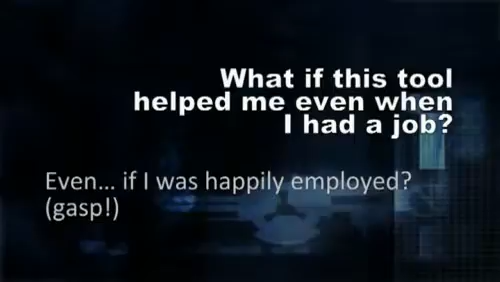 What if this tool
helped me even when
I had a job?
Even... if I was happily employed?
(gasp!)